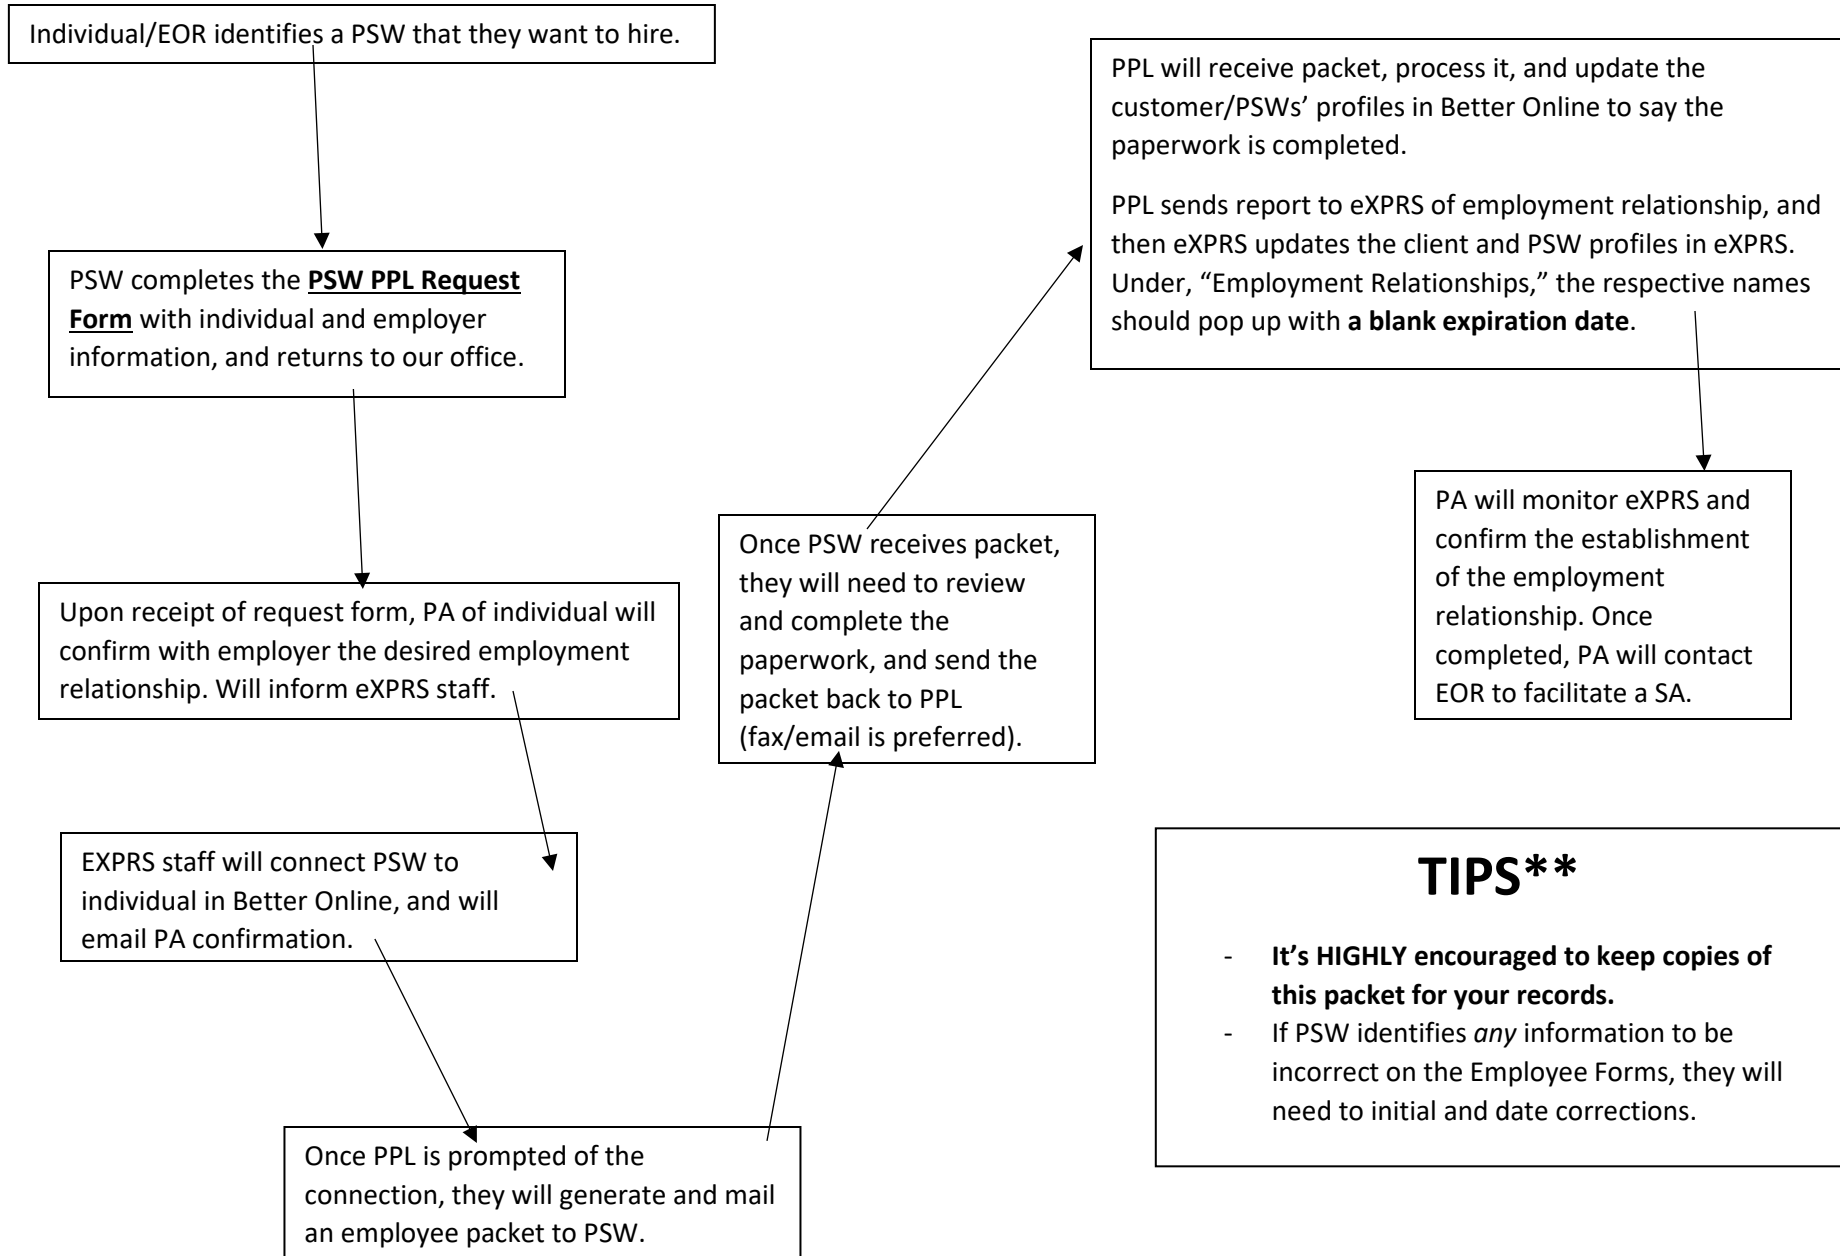 Individual/EOR identifies a PSW that they want to hire.
PSW completes the PSW PPL Request
Form with individual and employer
information, and returns to our office.
Upon receipt of request form, PA of individual will
confirm with employer the desired employment
relationship. Will inform eXPRS staff.
EXPRS staff will connect PSW to
individual in Better Online, and will
email PA confirmation.
Once PPL is prompted of the
connection, they will generate and mail
an employee packet to PSW.
Once PSW receives packet,
they will need to review
and complete the
paperwork, and send the
packet back to PPL
(fax/email is preferred).
PPL will receive packet, process it, and update the
customer/PSWs’ profiles in Better Online to say the
paperwork is completed.
PPL sends report to eXPRS of employment relationship, and
then eXPRS updates the client and PSW profiles in eXPRS.
Under, “Employment Relationships,” the respective names
should pop up with a blank expiration date.
PA will monitor eXPRS and
confirm the establishment
of the employment
relationship. Once
completed, PA will contact
EOR to facilitate a SA.
TIPS**
- It’s HIGHLY encouraged to keep copies of
this packet for your records.
- If PSW identifies any information to be
incorrect on the Employee Forms, they will
need to initial and date corrections.